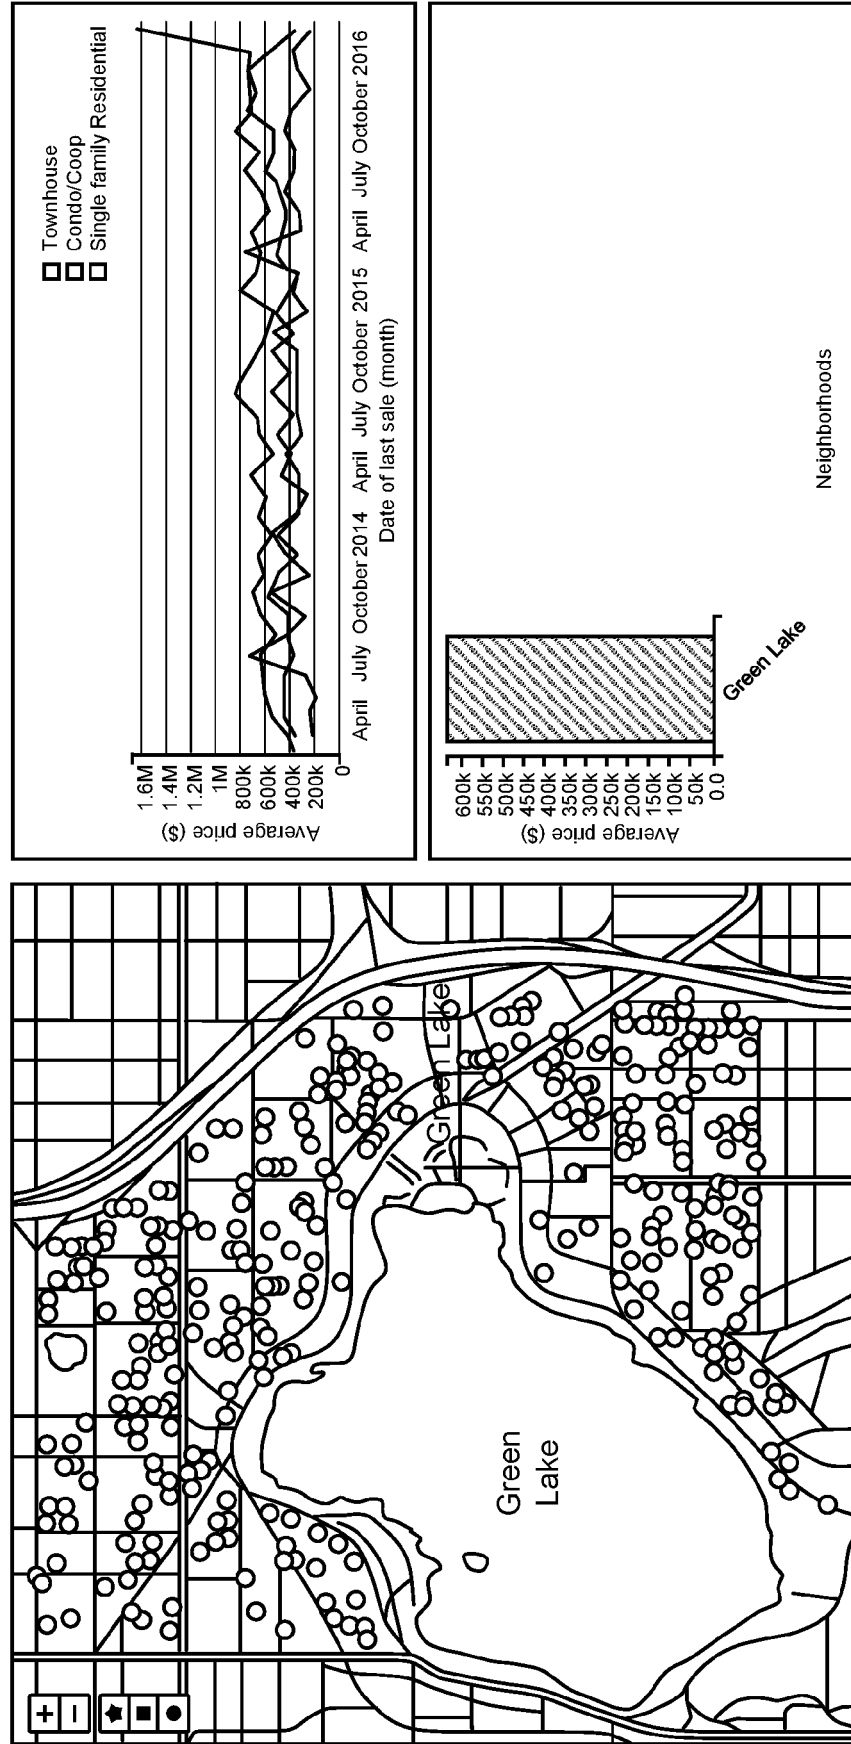 +
−
Green Lake
Green
Lake
Townhouse
Condo/Coop
Single family Residential
Average price ($)
1.6M
1.4M
1.2M
1M
800k
600k
400k
200k
0
April July October 2014 April July October 2015 April July October 2016
Date of last sale (month)
Average price ($)
600k
550k
500k
450k
400k
350k
300k
250k
200k
150k
100k
50k
0.0
Green Lake
Neighborhoods